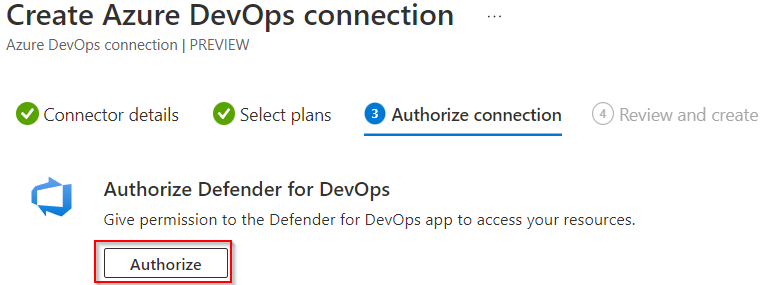 Create Azure DevOps connection ...
Azure DevOps connection | PREVIEW
Connector details Select plans 3 Authorize connection 4 Review and create
Authorize Defender for DevOps
Give permission to the Defender for DevOps app to access your resources.
Authorize